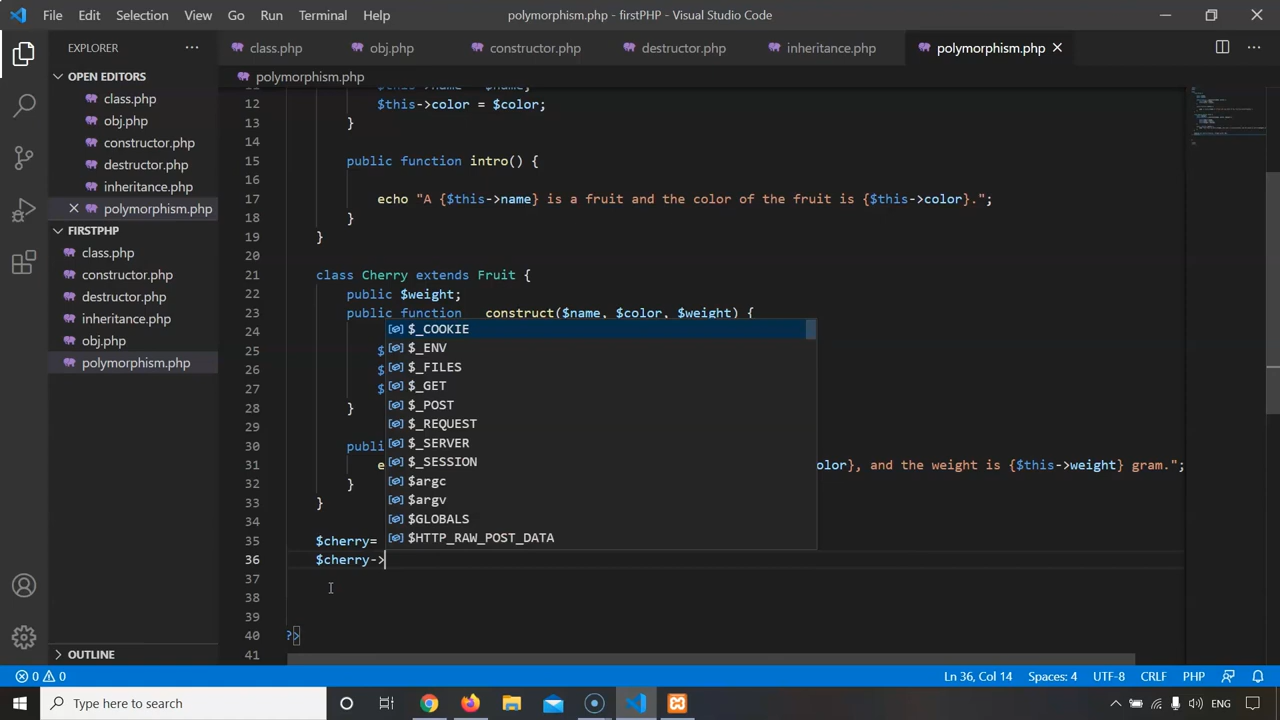 File Edit Selection View Go Run Terminal Help polymorphism.php - firstPHP - Visual Studio Code
EXPLORER ... class.php obj.php constructor.php destructor.php inheritance.php polymorphism.php
OPEN EDITORS
class.php
obj.php
constructor.php
destructor.php
inheritance.php
polymorphism.php
FIRSTPHP
class.php
constructor.php
destructor.php
inheritance.php
obj.php
polymorphism.php
OUTLINE
polymorphism.php
11 $this->name = $name;
12 $this->color = $color;
13 }
14
15 public function intro() {
16
17 echo "A {$this->name} is a fruit and the color of the fruit is {$this->color}.";
18 }
19 }
20
21 class Cherry extends Fruit {
22 public $weight;
23 public function __construct($name, $color, $weight) {
24 $_COOKIE
$_ENV
25 $
26 $ $_FILES
27 $ $_GET
28 } $_POST
29 $_REQUEST
30 publi $_SERVER
31 e $_SESSION olor}, and the weight is {$this->weight} gram.";
32 } $argc
33 } $argv
34 $GLOBALS
35 $cherry= $HTTP_RAW_POST_DATA
36 $cherry->
37
38
39
40 ?>
41
0 0 Ln 36, Col 14 Spaces: 4 UTF-8 CRLF PHP
Type here to search ENG